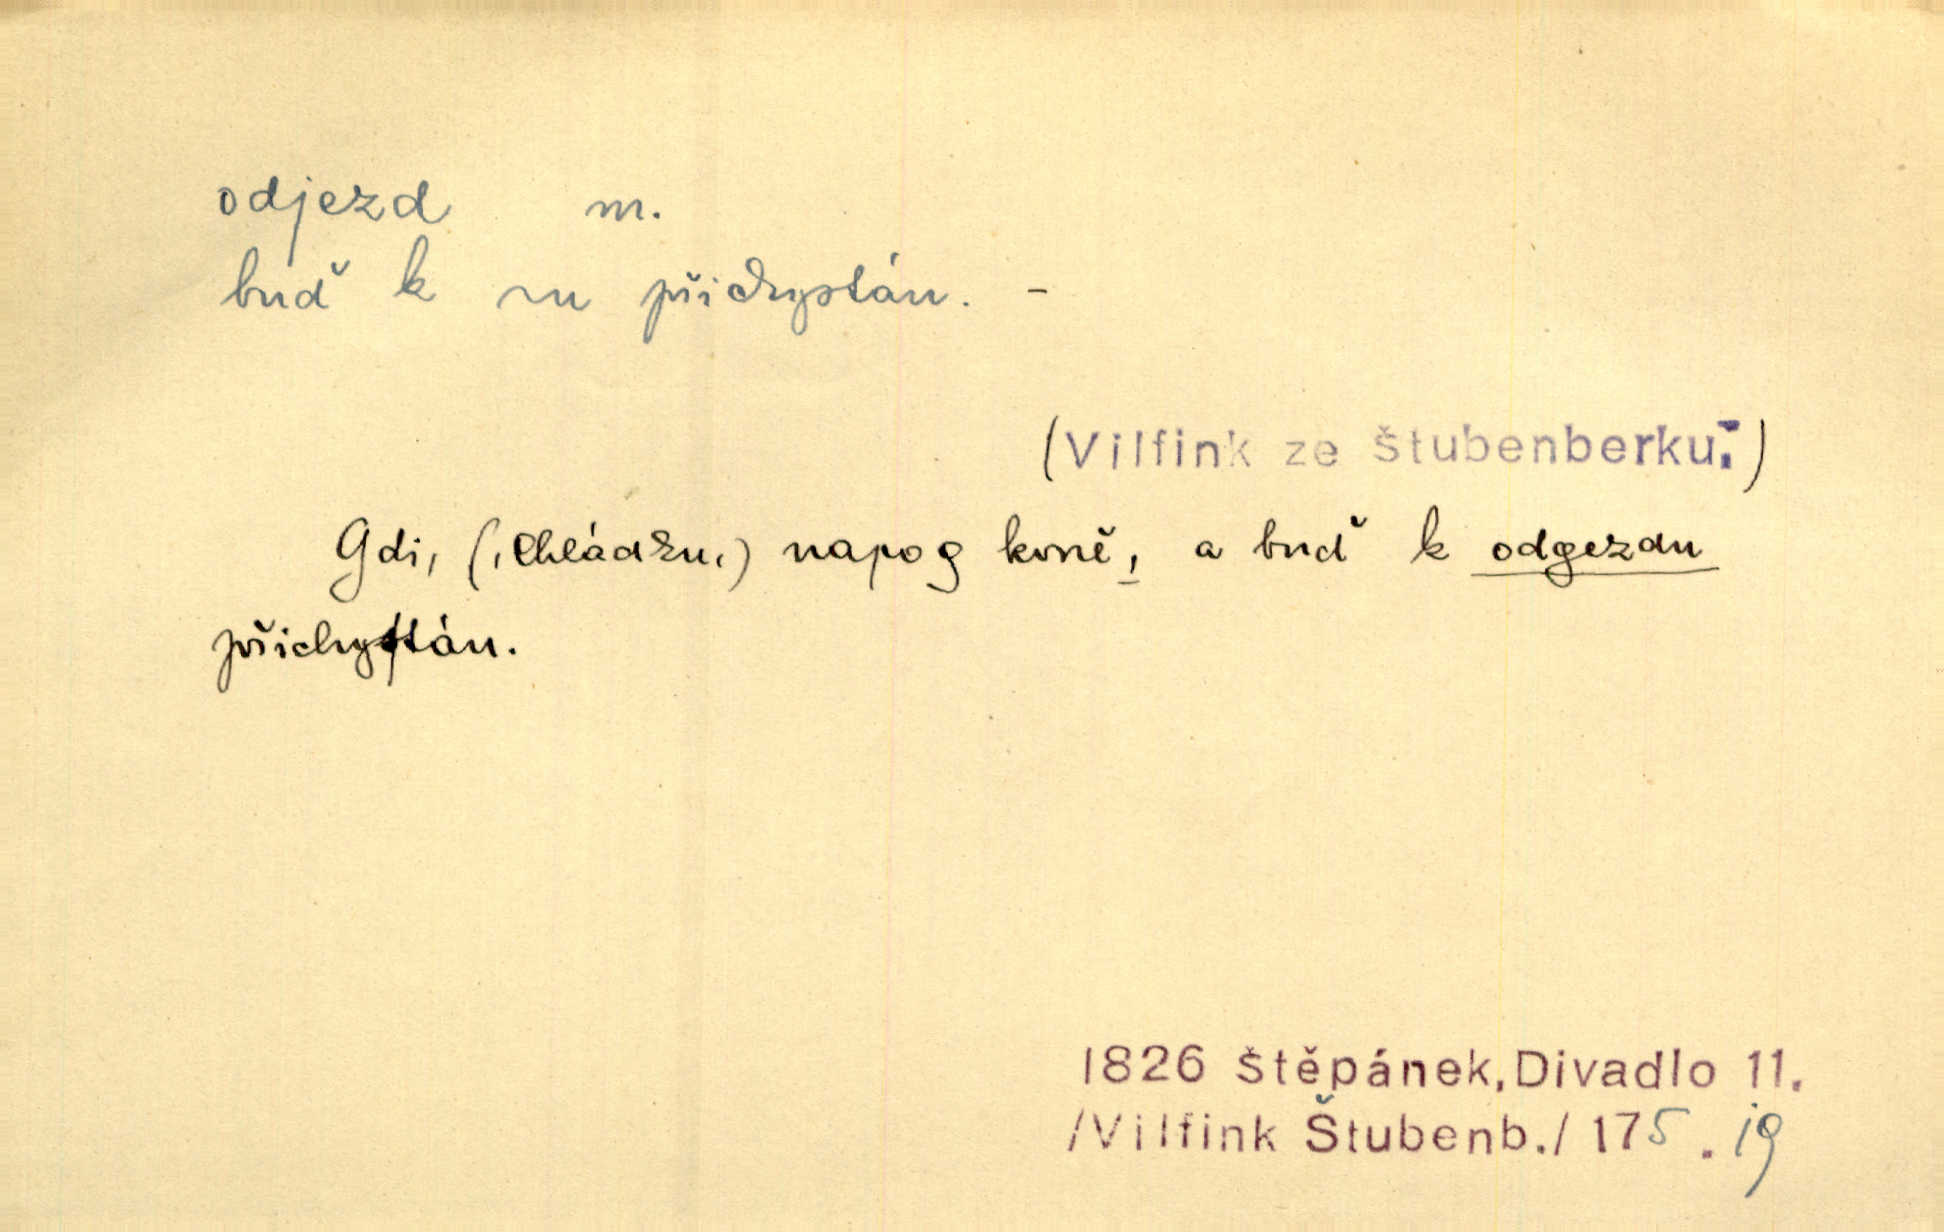 odjezd m.
buď k ~u přichystán. -
(Vilfink ze Štubenberku:)
Gdi, (, Chládku,) napog koně, a buď k odgezdu
přichystán.
1826 Štěpánek, Divadlo 11.
/Vilfink Štubenb./ 175. 19